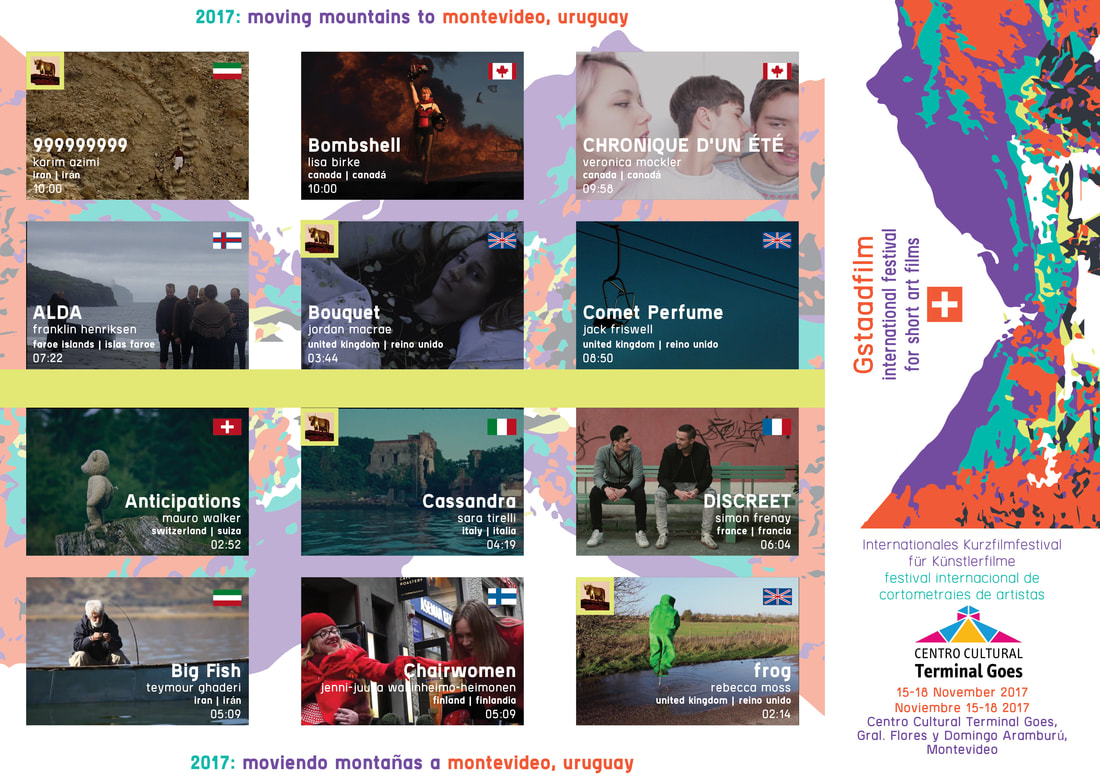 2017: moving mountains to montevideo, uruguay
999999999
karim azimi
iran | irán
10:00
Bombshell
lisa birke
canada | canadá
10:00
CHRONIQUE D'UN ÉTÉ
veronica mockler
canada | canadá
09:58
ALDA
franklin henriksen
faroe islands | islas faroe
07:22
Bouquet
jordan macrae
united kingdom | reino unido
03:44
Comet Perfume
jack friswell
united kingdom | reino unido
08:50
Anticipations
mauro walker
switzerland | suiza
02:52
Cassandra
sara tirelli
italy | italia
04:19
DISCREET
simon frenay
france | francia
06:04
Big Fish
teymour ghaderi
iran | irán
05:09
Chairwomen
jenni-juulia wallinheimo-heimonen
finland | finlandia
05:09
frog
rebecca moss
united kingdom | reino unido
02:14
2017: moviendo montañas a montevideo, uruguay
Gstaadfilm
international festival
for short art films
Internationales Kurzfilmfestival
für Künstlerfilme
festival internacional de
cortometrajes de artistas
CENTRO CULTURAL
Terminal Goes
15-18 November 2017
Noviembre 15-18 2017
Centro Cultural Terminal Goes,
Gral. Flores y Domingo Aramburú,
Montevideo